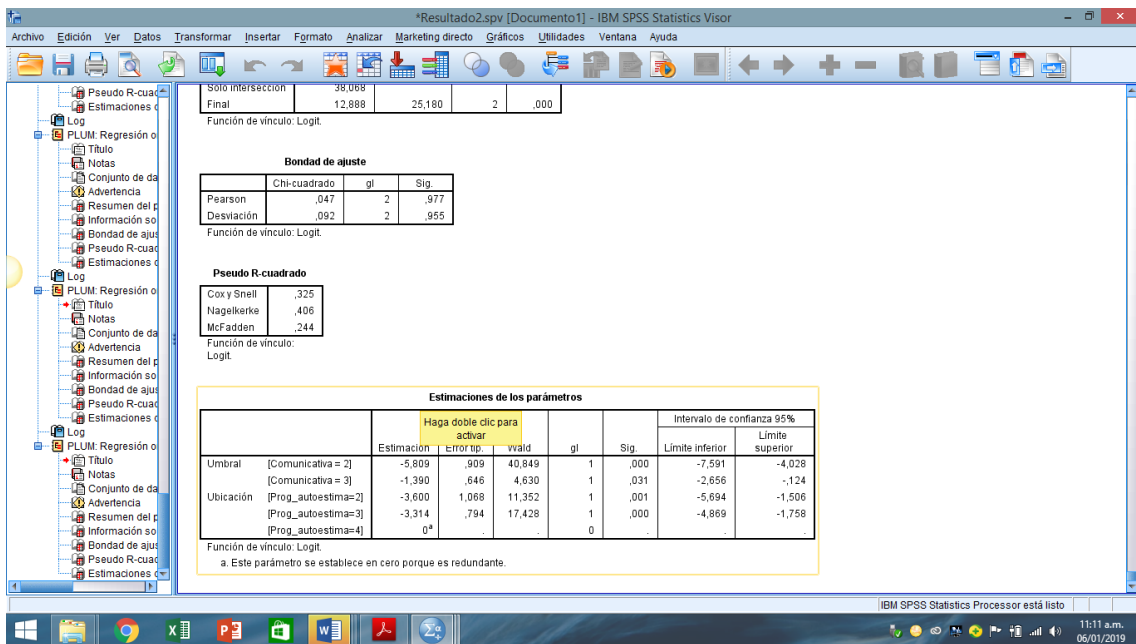 *Resultado2.spv [Documento1] - IBM SPSS Statistics Visor
Archivo Edición Ver Datos Transformar Insertar Formato Analizar Marketing directo Gráficos Utilidades Ventana Ayuda
Pseudo R-cuad
Estimaciones d
Log
PLUM: Regresión o
Título
Notas
Conjunto de da
Advertencia
Resumen del p
Información so
Bondad de ajus
Pseudo R-cuad
Estimaciones d
Log
PLUM: Regresión o
Título
Notas
Conjunto de da
Advertencia
Resumen del p
Información so
Bondad de ajus
Pseudo R-cuad
Estimaciones d
Log
PLUM: Regresión o
Título
Notas
Conjunto de da
Advertencia
Resumen del p
Información so
Bondad de ajus
Pseudo R-cuad
Estimaciones d
Sólo intersección 38,068
Final 12,888 25,180 2 ,000
Función de vínculo: Logit.
Bondad de ajuste
Chi-cuadrado gl Sig.
Pearson ,047 2 ,977
Desviación ,092 2 ,955
Función de vínculo: Logit.
Pseudo R-cuadrado
Cox y Snell ,325
Nagelkerke ,406
McFadden ,244
Función de vínculo:
Logit.
Estimaciones de los parámetros
Haga doble clic para
activar
Intervalo de confianza 95%
Estimación Error típ. Wald gl Sig. Límite inferior Límite superior
Umbral [Comunicativa = 2] -5,809 ,909 40,849 1 ,000 -7,591 -4,028
[Comunicativa = 3] -1,390 ,646 4,630 1 ,031 -2,656 -,124
Ubicación [Prog_autoestima=2] -3,600 1,068 11,352 1 ,001 -5,694 -1,506
[Prog_autoestima=3] -3,314 ,794 17,428 1 ,000 -4,869 -1,758
[Prog_autoestima=4] 0a . . 0 . . .
Función de vínculo: Logit.
a. Este parámetro se establece en cero porque es redundante.
IBM SPSS Statistics Processor está listo
11:11 a.m.
06/01/2019